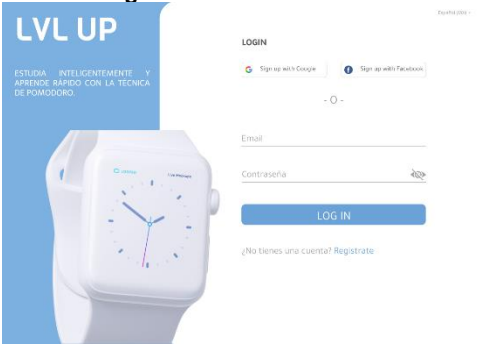 LVL UP
ESTUDIA INTELIGENTEMENTE Y
APRENDE RÁPIDO CON LA TÉCNICA
DE POMODORO.
LOGIN
Sign up with Google
Sign up with Facebook
- O -
Email
Contraseña
LOG IN
¿No tienes una cuenta? Registrate